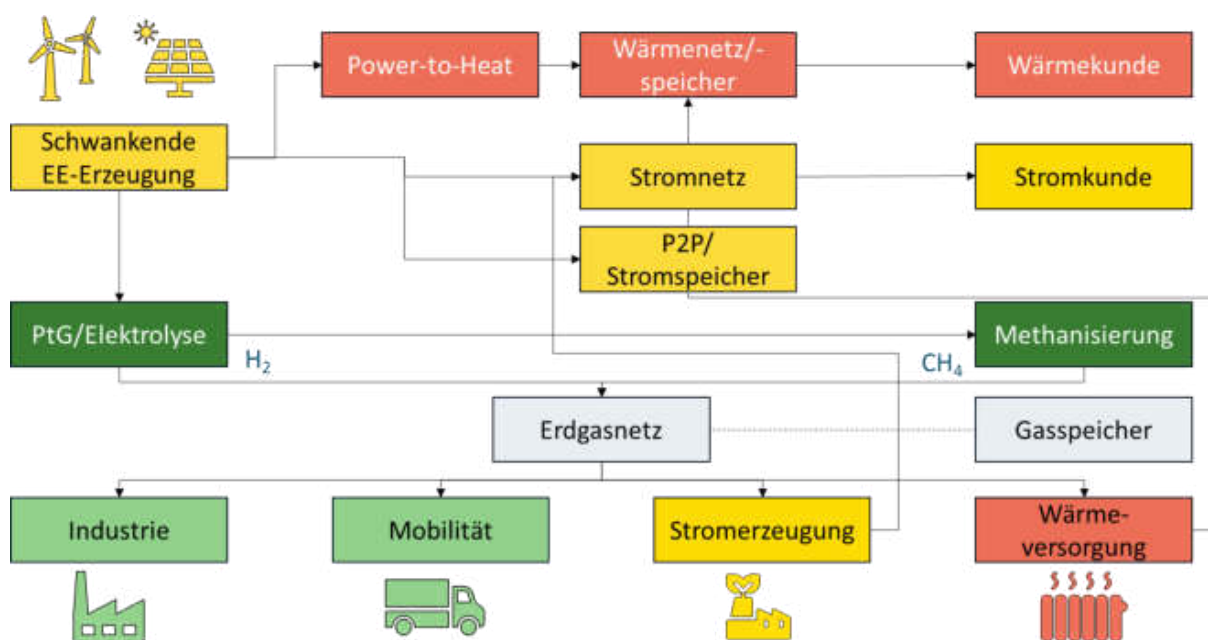 Power-to-Heat
Wärmenetz/-
speicher
Wärmekunde
Schwankende
EE-Erzeugung
Stromnetz
Stromkunde
P2P/
Stromspeicher
PtG/Elektrolyse
Methanisierung
H₂
CH₄
Erdgasnetz
Gasspeicher
Industrie
Mobilität
Stromerzeugung
Wärme-
versorgung